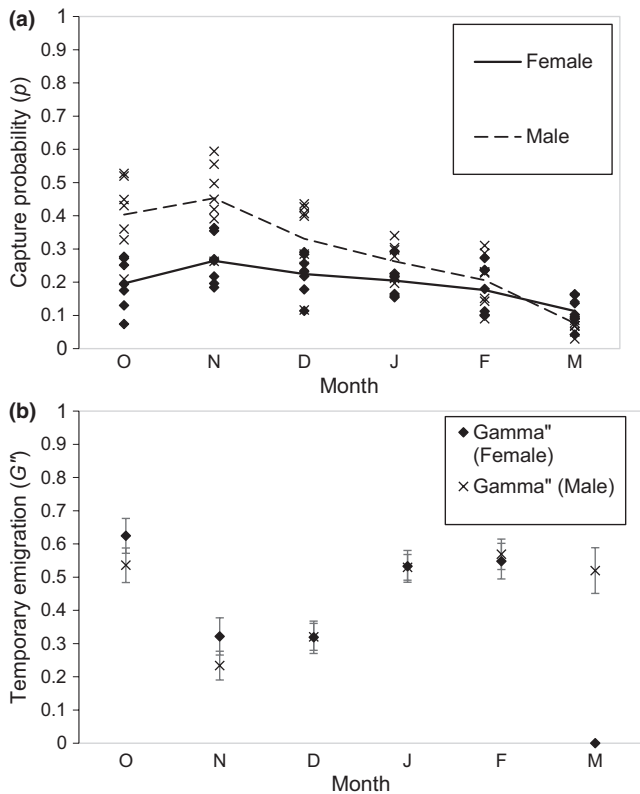 (a)
Capture probability (p)
1
0.9
0.8
0.7
0.6
0.5
0.4
0.3
0.2
0.1
0
O N D J F M
Month
Female
Male
(b)
Temporary emigration (G")
1
0.9
0.8
0.7
0.6
0.5
0.4
0.3
0.2
0.1
0
O N D J F M
Month
Gamma"
(Female)
Gamma" (Male)